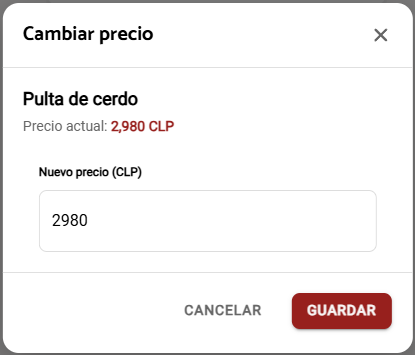 Cambiar precio
Pulta de cerdo
Precio actual: 2,980 CLP
Nuevo precio (CLP)
2980
CANCELAR
GUARDAR